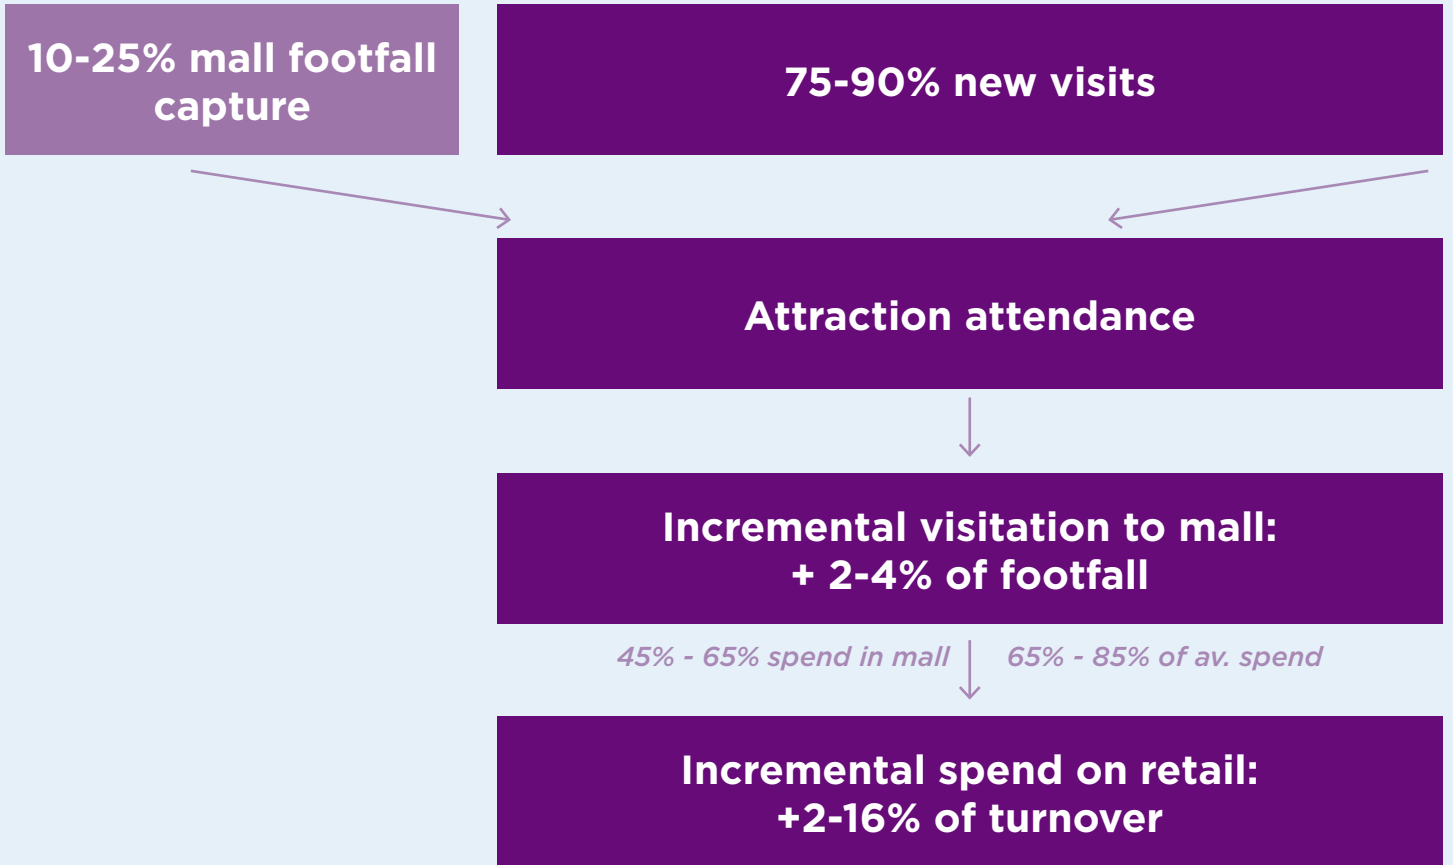 10-25% mall footfall
capture
75-90% new visits
Attraction attendance
Incremental visitation to mall:
+ 2-4% of footfall
45% - 65% spend in mall
65% - 85% of av. spend
Incremental spend on retail:
+2-16% of turnover